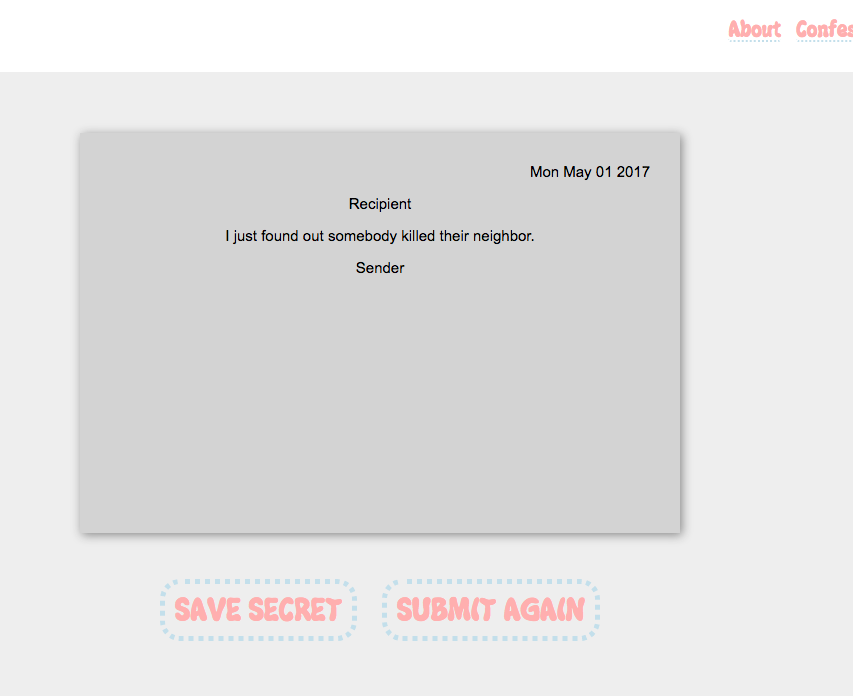 About Confes
Mon May 01 2017
Recipient
I just found out somebody killed their neighbor.
Sender
SAVE SECRET SUBMIT AGAIN